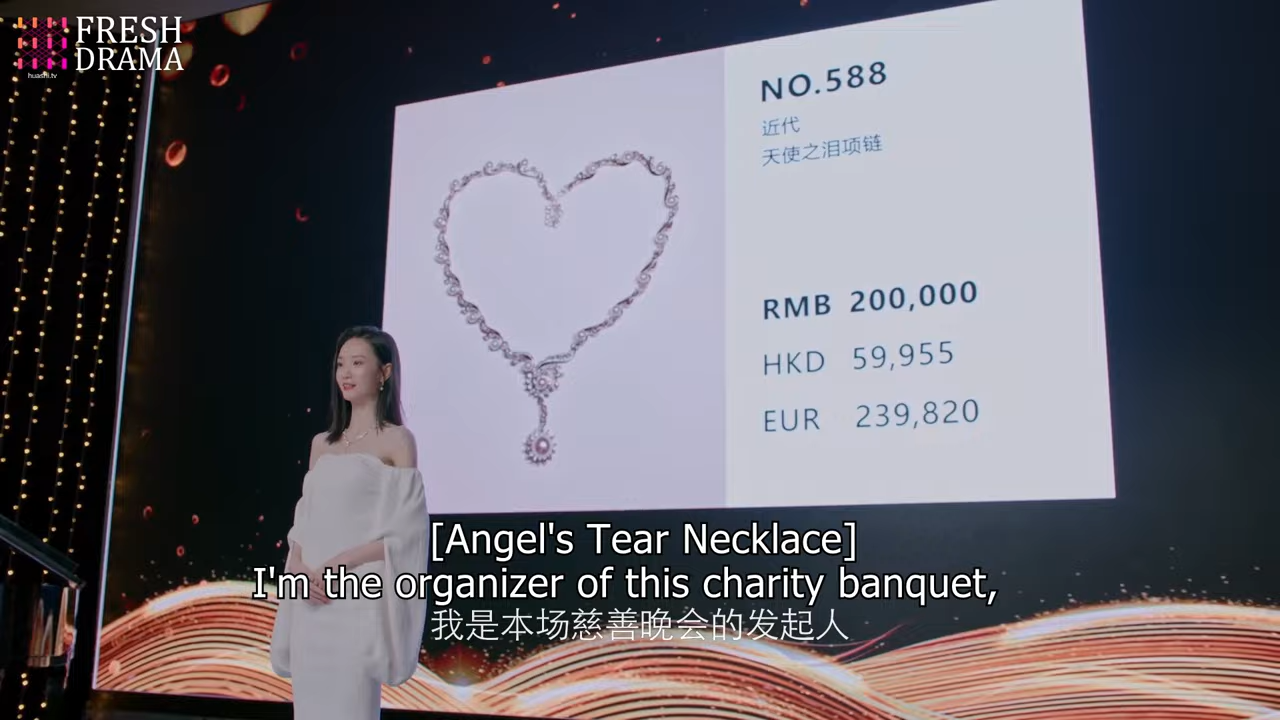 FRESH
DRAMA
huashi.tv
NO.588
近代
天使之泪项链
RMB 200,000
HKD 59,955
EUR 239,820
[Angel's Tear Necklace]
I'm the organizer of this charity banquet,
我是本场慈善晚会的发起人